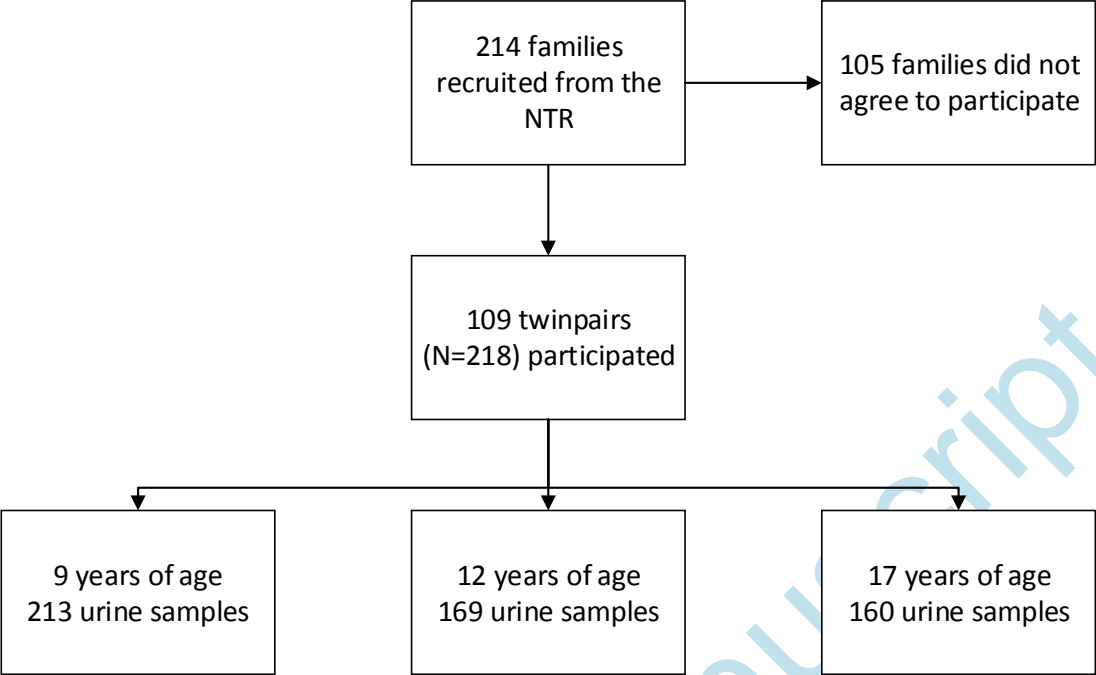 214 families
recruited from the
NTR
105 families did not
agree to participate
109 twinpairs
(N=218) participated
9 years of age
213 urine samples
12 years of age
169 urine samples
17 years of age
160 urine samples